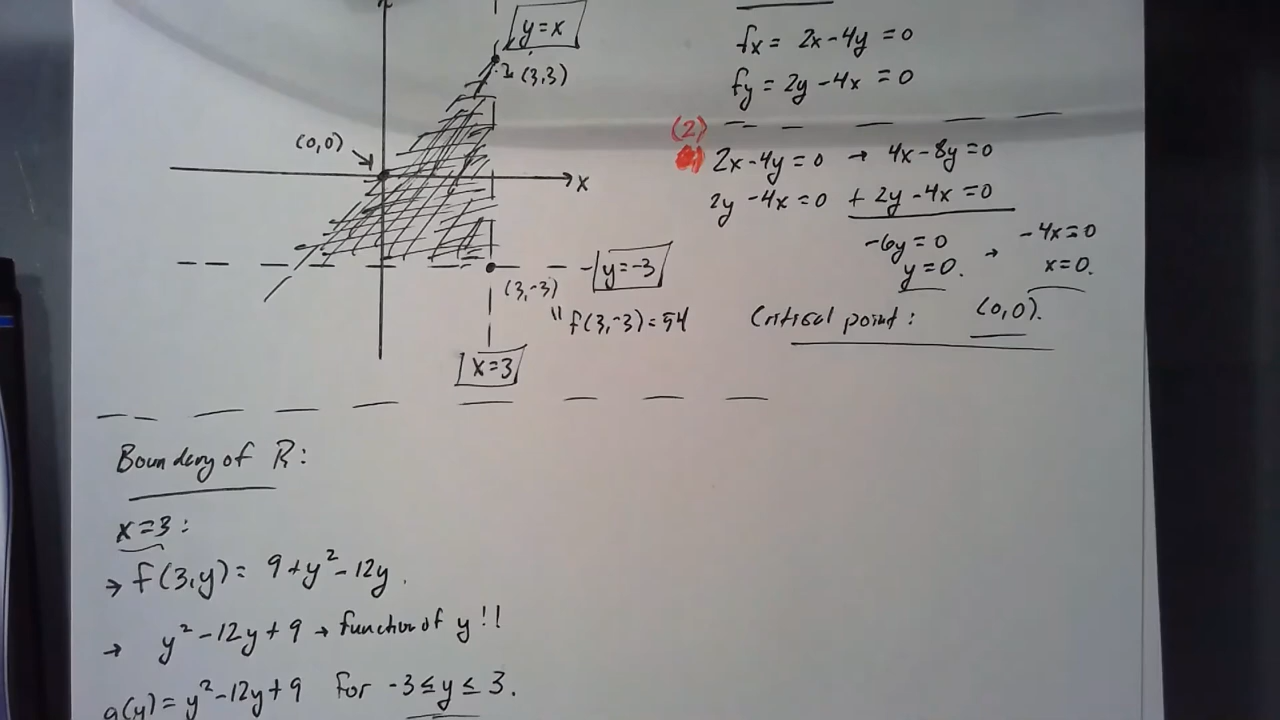 y=x
(3,3)
(0,0)
x
y=-3
(3,-3)
f(3,-3)=54
x=3
fx = 2x-4y = 0
fy = 2y-4x = 0
(2)
2x-4y=0 → 4x-8y=0
2y-4x=0 + 2y-4x=0
-6y=0 → -4x=0
y=0. x=0.
Critical point: (0,0).
Boundary of R:
x=3:
→ f(3,y)= 9+y²-12y.
→ y²-12y+9 → function of y!!
g(y)=y²-12y+9 for -3≤y≤3.